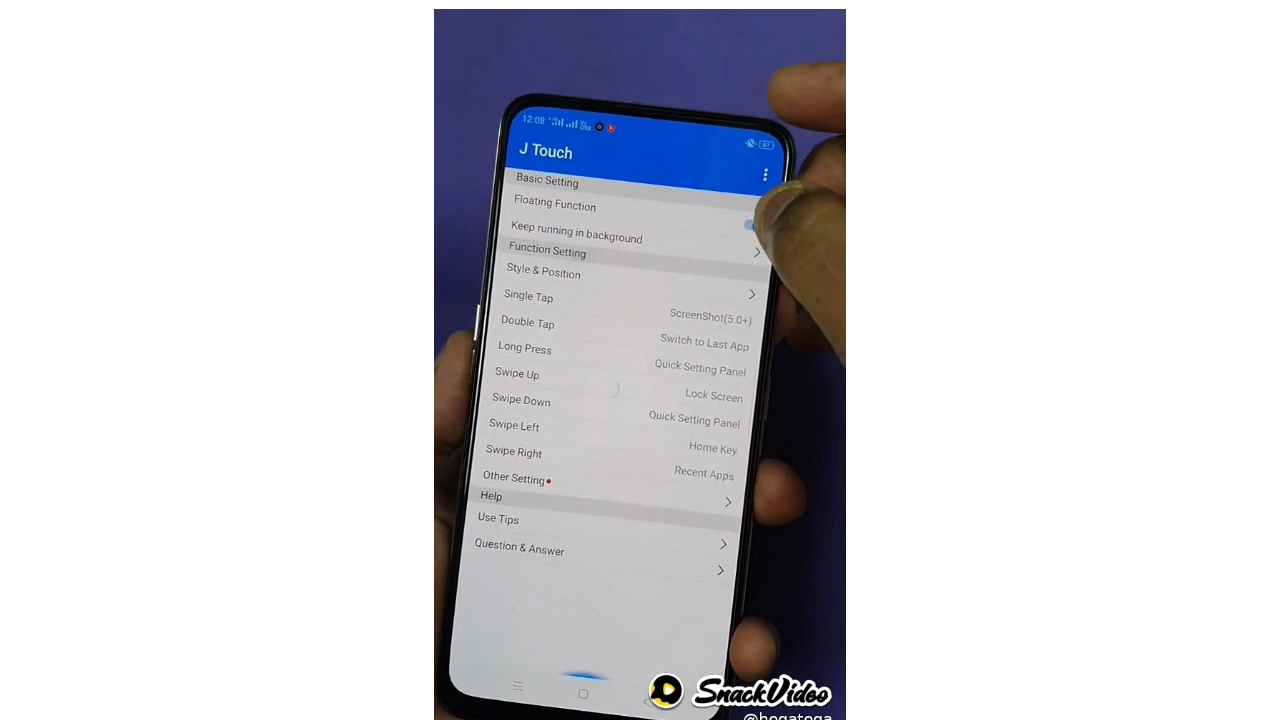 12:08
87
J Touch
Basic Setting
Floating Function
Keep running in background
Function Setting
Style & Position
Single Tap ScreenShot(5.0+)
Double Tap Switch to Last App
Long Press Quick Setting Panel
Swipe Up Lock Screen
Swipe Down Quick Setting Panel
Swipe Left Home Key
Swipe Right Recent Apps
Other Setting
Help
Use Tips
Question & Answer
SnackVideo
@hogatoga